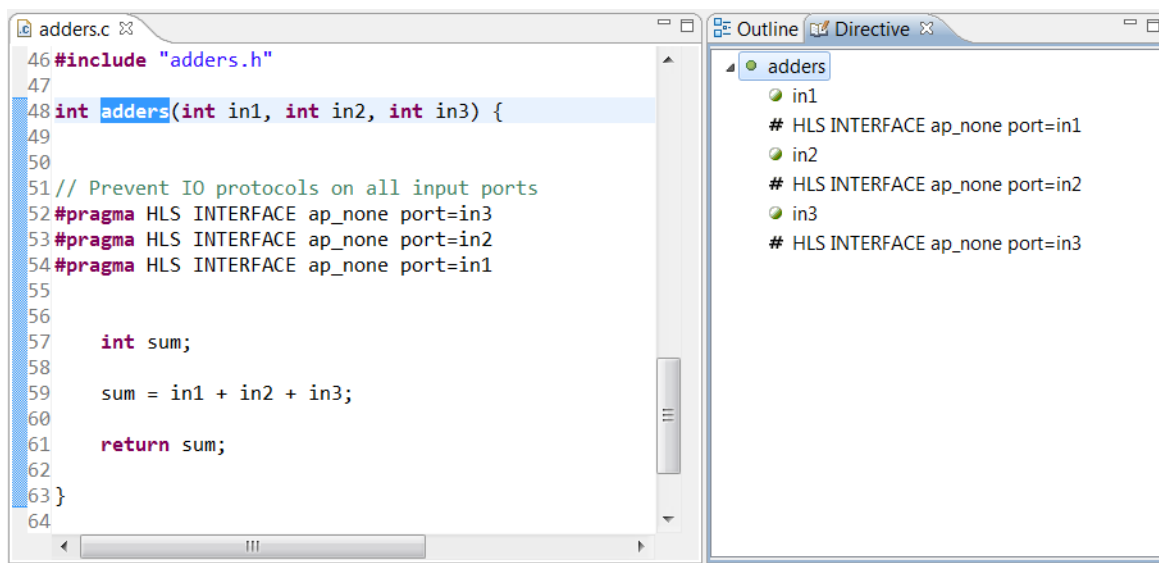 adders.c
46 #include "adders.h"
47
48 int adders(int in1, int in2, int in3) {
49
50
51 // Prevent IO protocols on all input ports
52 #pragma HLS INTERFACE ap_none port=in3
53 #pragma HLS INTERFACE ap_none port=in2
54 #pragma HLS INTERFACE ap_none port=in1
55
56
57     int sum;
58
59     sum = in1 + in2 + in3;
60
61     return sum;
62
63 }
64
Outline Directive
adders
in1
# HLS INTERFACE ap_none port=in1
in2
# HLS INTERFACE ap_none port=in2
in3
# HLS INTERFACE ap_none port=in3